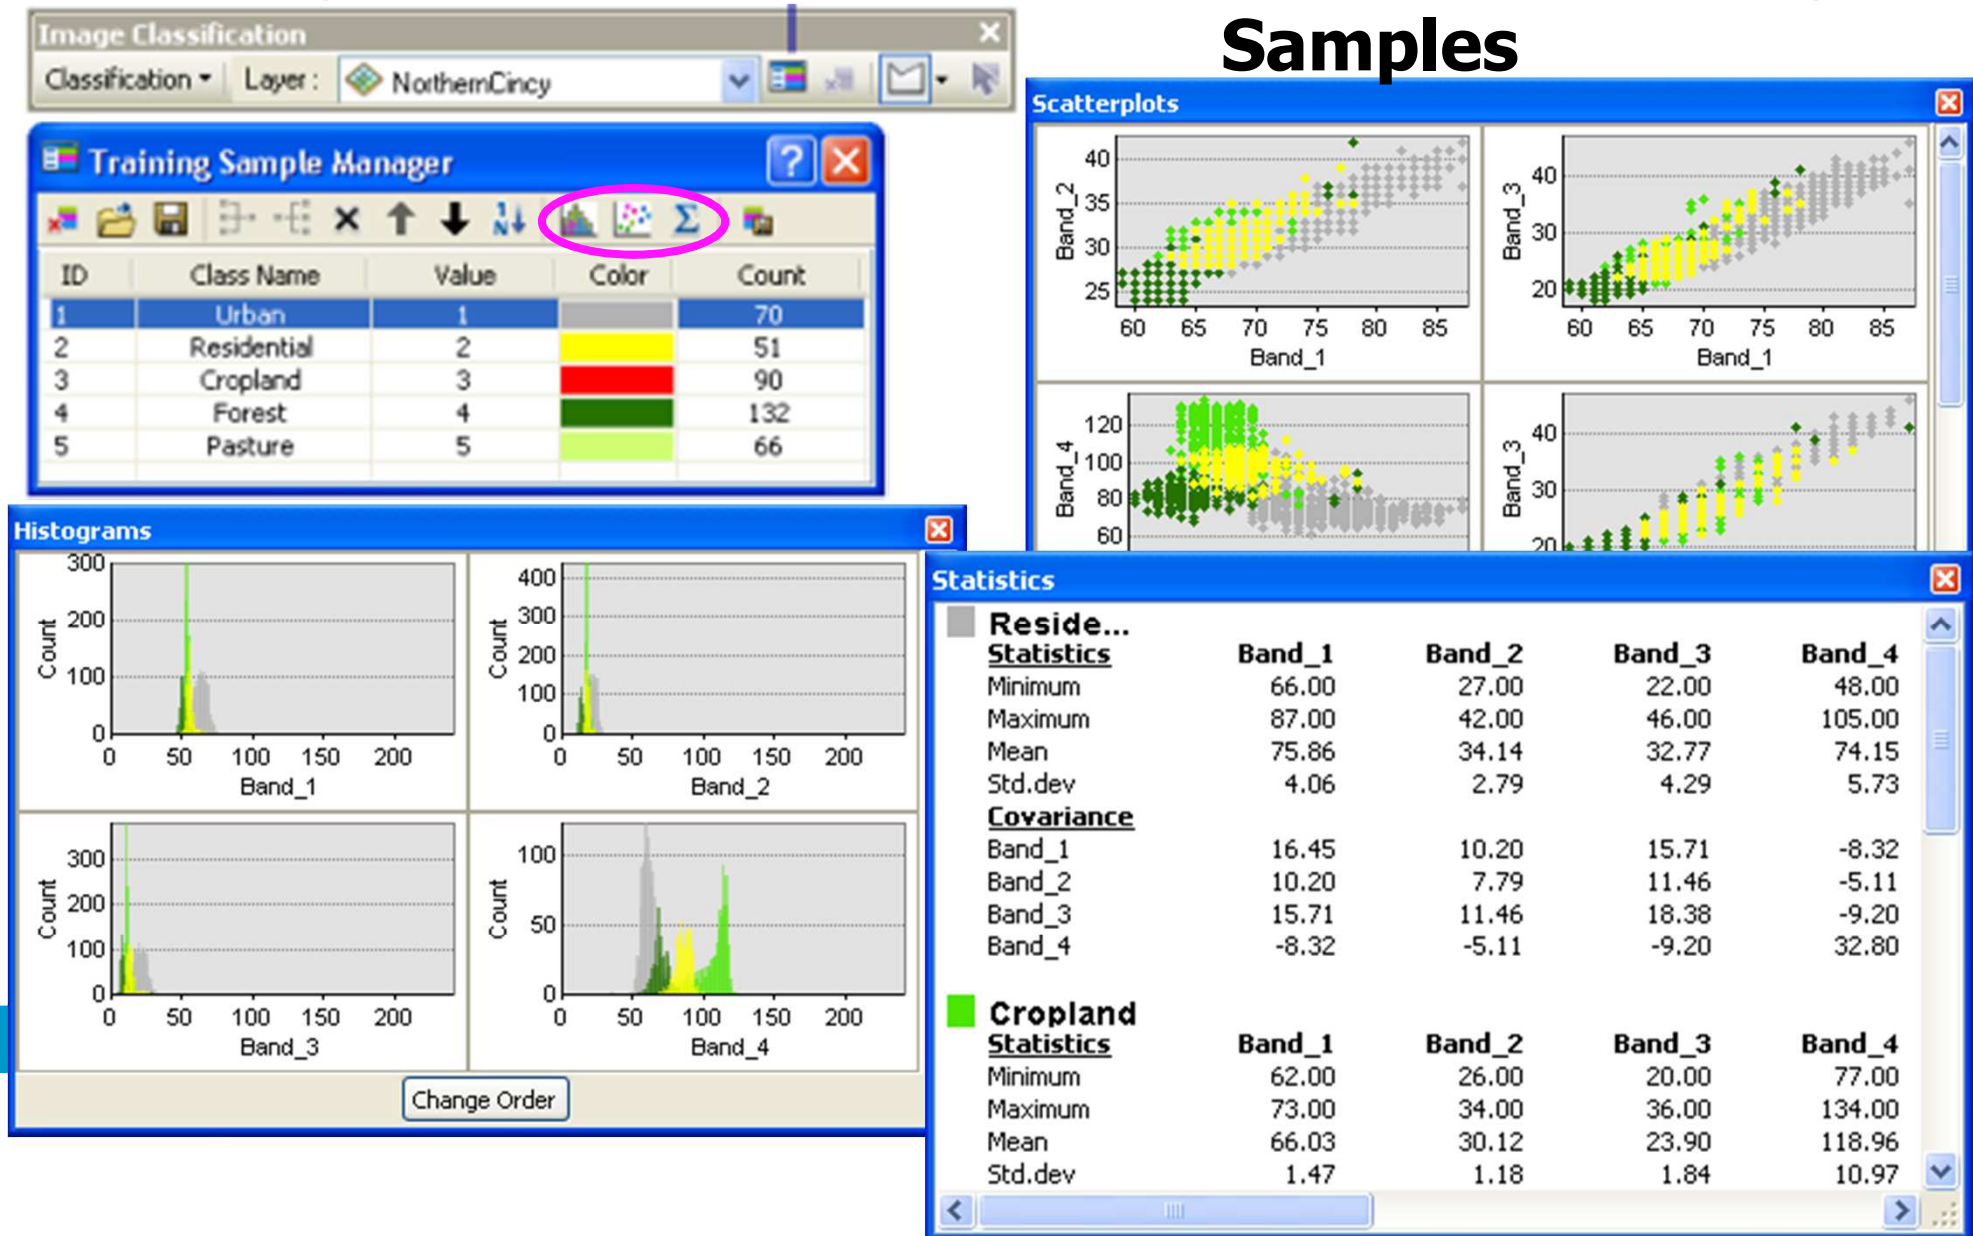 Samples
Image Classification
Classification Layer : NorthernCincy
Training Sample Manager
ID Class Name Value Color Count
1 Urban 1 70
2 Residential 2 51
3 Cropland 3 90
4 Forest 4 132
5 Pasture 5 66
Scatterplots
Band_2
40
35
30
25
60 65 70 75 80 85
Band_1
Band_3
40
30
20
60 65 70 75 80 85
Band_1
Band_4
120
100
80
60
Band_3
40
30
20
Histograms
Count
300
200
100
0
0 50 100 150 200
Band_1
Count
400
300
200
100
0
0 50 100 150 200
Band_2
Count
300
200
100
0
0 50 100 150 200
Band_3
Count
100
50
0
0 50 100 150 200
Band_4
Change Order
Statistics
Reside...
Statistics Band_1 Band_2 Band_3 Band_4
Minimum 66.00 27.00 22.00 48.00
Maximum 87.00 42.00 46.00 105.00
Mean 75.86 34.14 32.77 74.15
Std.dev 4.06 2.79 4.29 5.73
Covariance
Band_1 16.45 10.20 15.71 -8.32
Band_2 10.20 7.79 11.46 -5.11
Band_3 15.71 11.46 18.38 -9.20
Band_4 -8.32 -5.11 -9.20 32.80
Cropland
Statistics Band_1 Band_2 Band_3 Band_4
Minimum 62.00 26.00 20.00 77.00
Maximum 73.00 34.00 36.00 134.00
Mean 66.03 30.12 23.90 118.96
Std.dev 1.47 1.18 1.84 10.97